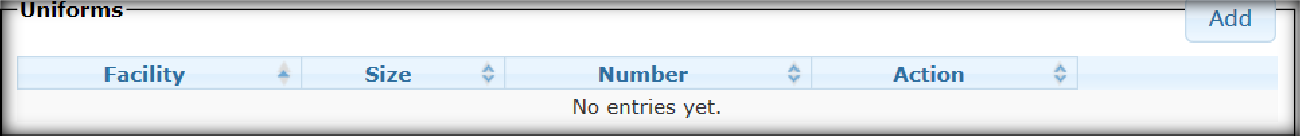 Uniforms
Add
Facility Size Number Action
No entries yet.